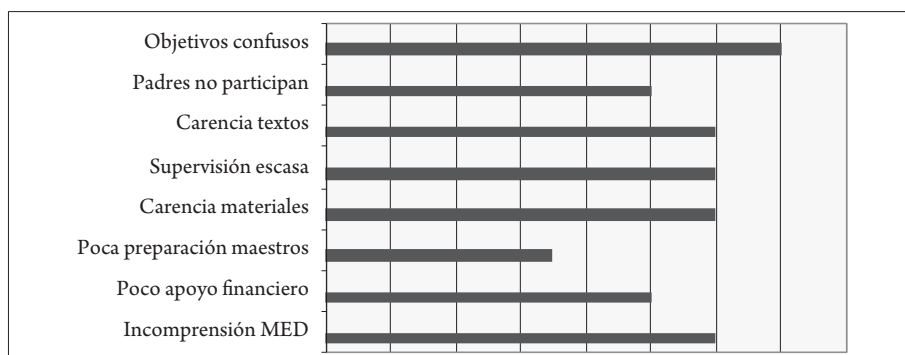 Objetivos confusos
Padres no participan
Carencia textos
Supervisión escasa
Carencia materiales
Poca preparación maestros
Poco apoyo financiero
Incomprensión MED